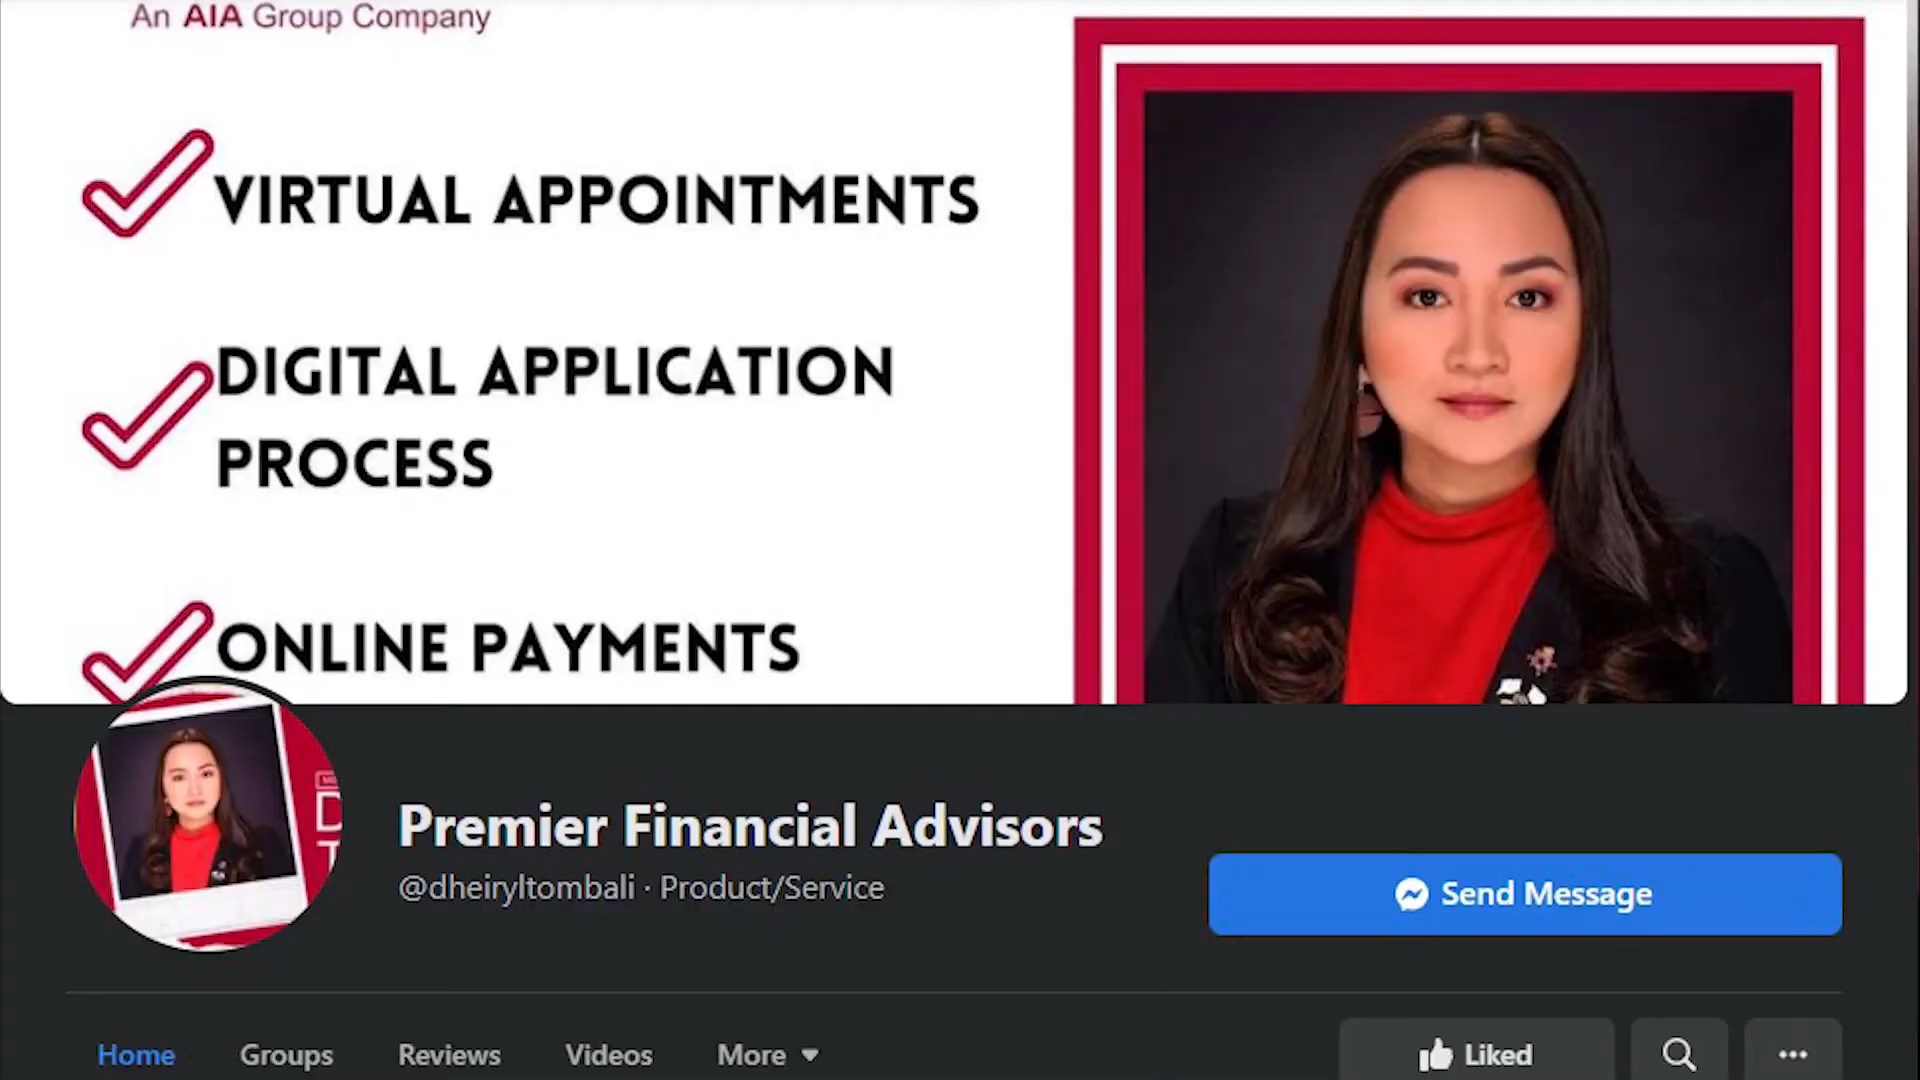 An AIA Group Company
VIRTUAL APPOINTMENTS
DIGITAL APPLICATION
PROCESS
ONLINE PAYMENTS
Premier Financial Advisors
@dheiryltombali · Product/Service
Send Message
Home
Groups
Reviews
Videos
More
Liked